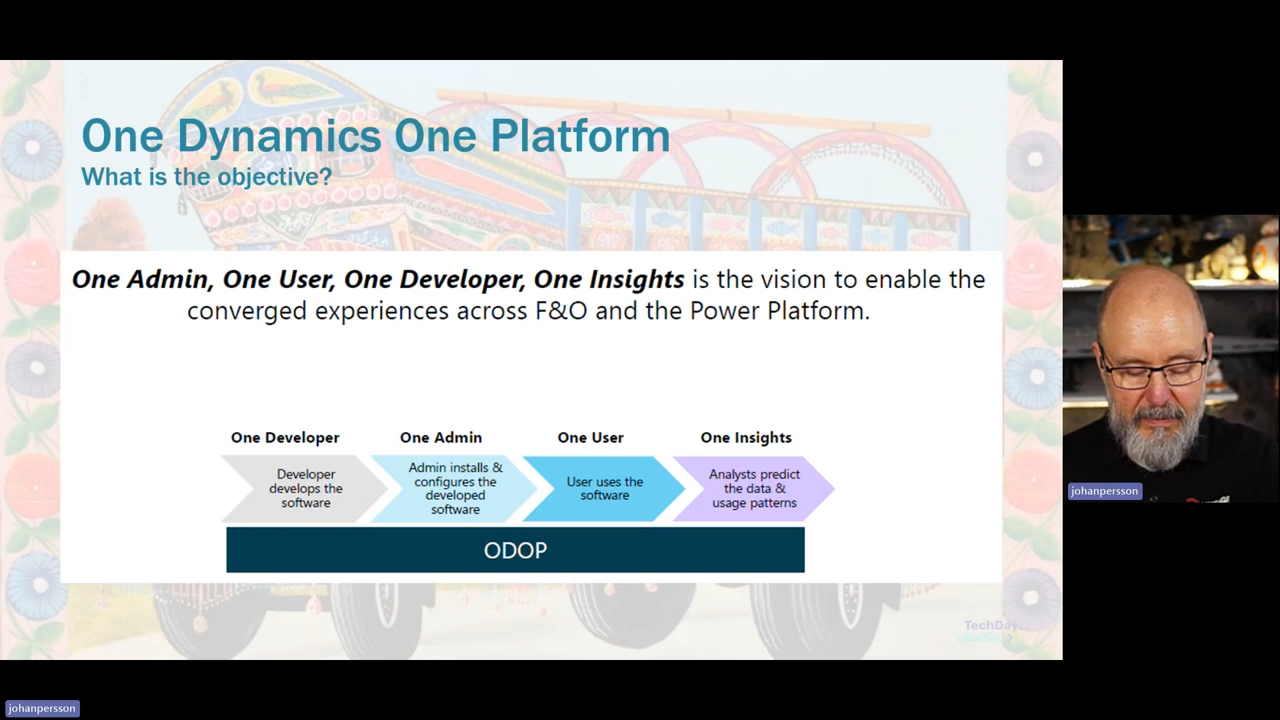 One Dynamics One Platform
What is the objective?
One Admin, One User, One Developer, One Insights is the vision to enable the
converged experiences across F&O and the Power Platform.
One Developer
One Admin
One User
One Insights
Developer
develops the
software
Admin installs &
configures the
developed
software
User uses the
software
Analysts predict
the data &
usage patterns
ODOP
TechDay
johanpersson
johanpersson